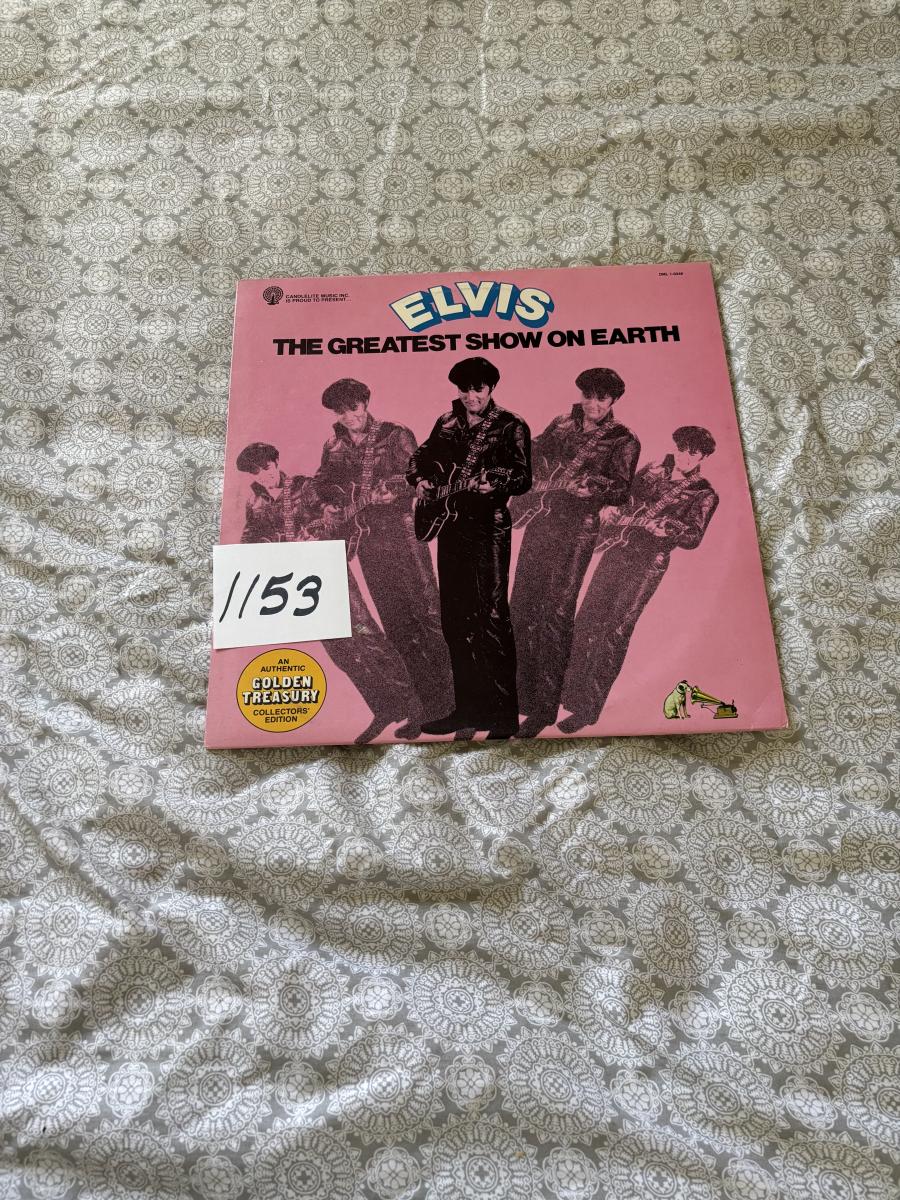 CANDLELITE MUSIC INC.
IS PROUD TO PRESENT...
ELVIS
THE GREATEST SHOW ON EARTH
1153
AN
AUTHENTIC
GOLDEN
TREASURY
COLLECTORS'
EDITION